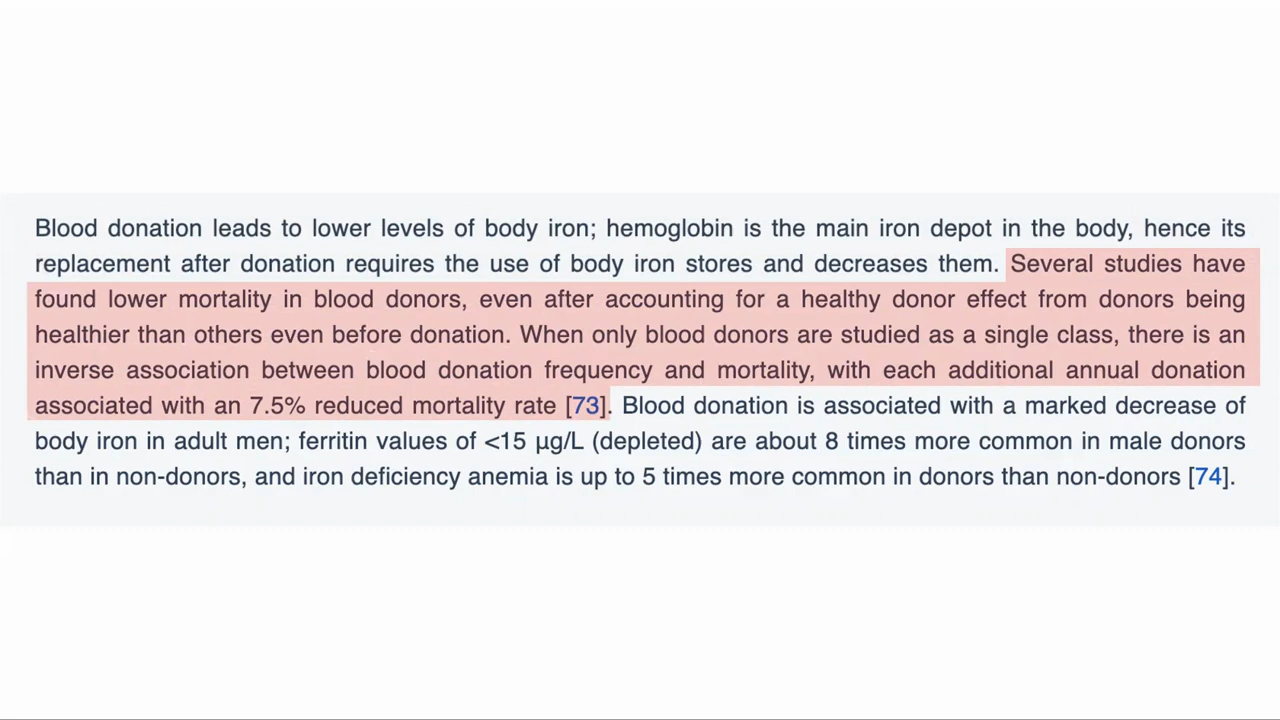 Blood donation leads to lower levels of body iron; hemoglobin is the main iron depot in the body, hence its
replacement after donation requires the use of body iron stores and decreases them. Several studies have
found lower mortality in blood donors, even after accounting for a healthy donor effect from donors being
healthier than others even before donation. When only blood donors are studied as a single class, there is an
inverse association between blood donation frequency and mortality, with each additional annual donation
associated with an 7.5% reduced mortality rate [73]. Blood donation is associated with a marked decrease of
body iron in adult men; ferritin values of <15 µg/L (depleted) are about 8 times more common in male donors
than in non-donors, and iron deficiency anemia is up to 5 times more common in donors than non-donors [74].